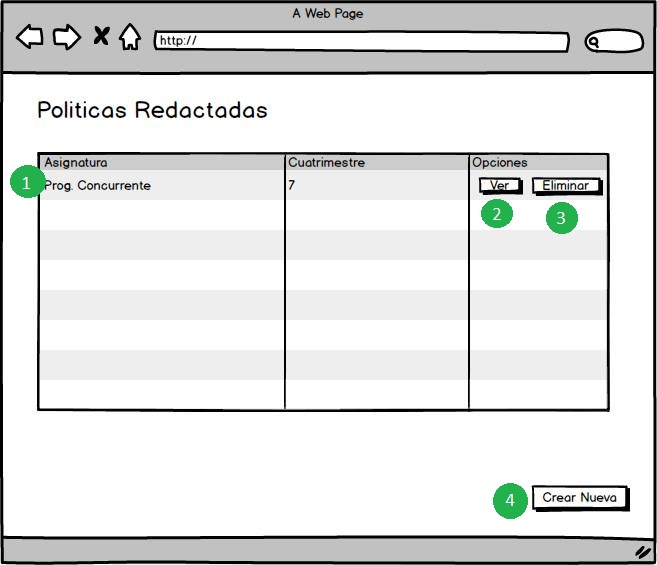 A Web Page
http://
Politicas Redactadas
Asignatura Cuatrimestre Opciones
1 Prog. Concurrente 7 Ver Eliminar
2 3
4 Crear Nueva